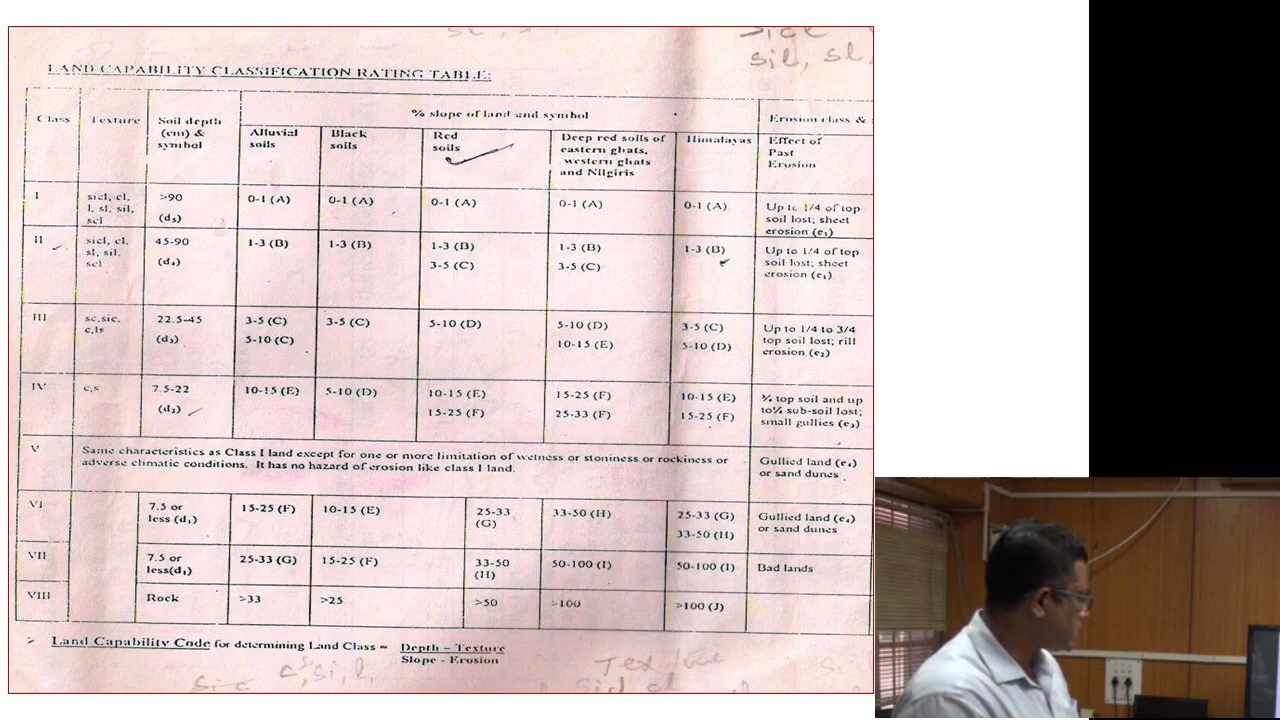 sicl
sil, sl,
LAND CAPABILITY CLASSIFICATION RATING TABLE:
Class
Texture
Soil depth
(cm) &
symbol
% slope of land and symbol
Erosion class &
Alluvial
soils
Black
soils
Red
soils
Deep red soils of
eastern ghats,
western ghats
and Nilgiris
Himalayas
Effect of
Past
Erosion
I
sicl, cl,
l, sl, sil,
scl
>90
(d₅)
0-1 (A)
0-1 (A)
0-1 (A)
0-1 (A)
0-1 (A)
Up to 1/4 of top
soil lost; sheet
erosion (e₁)
II
sicl, cl,
sl, sil,
scl
45-90
(d₄)
1-3 (B)
1-3 (B)
1-3 (B)
3-5 (C)
1-3 (B)
3-5 (C)
1-3 (B)
Up to 1/4 of top
soil lost; sheet
erosion (e₁)
III
sc,sic,
c,ls
22.5-45
(d₃)
3-5 (C)
5-10 (C)
3-5 (C)
5-10 (D)
5-10 (D)
10-15 (E)
3-5 (C)
5-10 (D)
Up to 1/4 to 3/4
top soil lost; rill
erosion (e₂)
IV
c,s
7.5-22
(d₂)
10-15 (E)
5-10 (D)
10-15 (E)
15-25 (F)
15-25 (F)
25-33 (F)
10-15 (E)
15-25 (F)
¾ top soil and up
to¼ sub-soil lost;
small gullies (e₃)
V
Same characteristics as Class I land except for one or more limitation of wetness or stoniness or rockiness or
adverse climatic conditions. It has no hazard of erosion like class I land.
Gullied land (e₄)
or sand dunes
VI
7.5 or
less (d₁)
15-25 (F)
10-15 (E)
25-33
(G)
33-50 (H)
25-33 (G)
33-50 (H)
Gullied land (e₄)
or sand dunes
VII
7.5 or
less(d₁)
25-33 (G)
15-25 (F)
33-50
(H)
50-100 (I)
50-100 (I)
Bad lands
VIII
Rock
>33
>25
>50
>100
>100 (J)
Land Capability Code for determining Land Class = Depth – Texture
Slope - Erosion